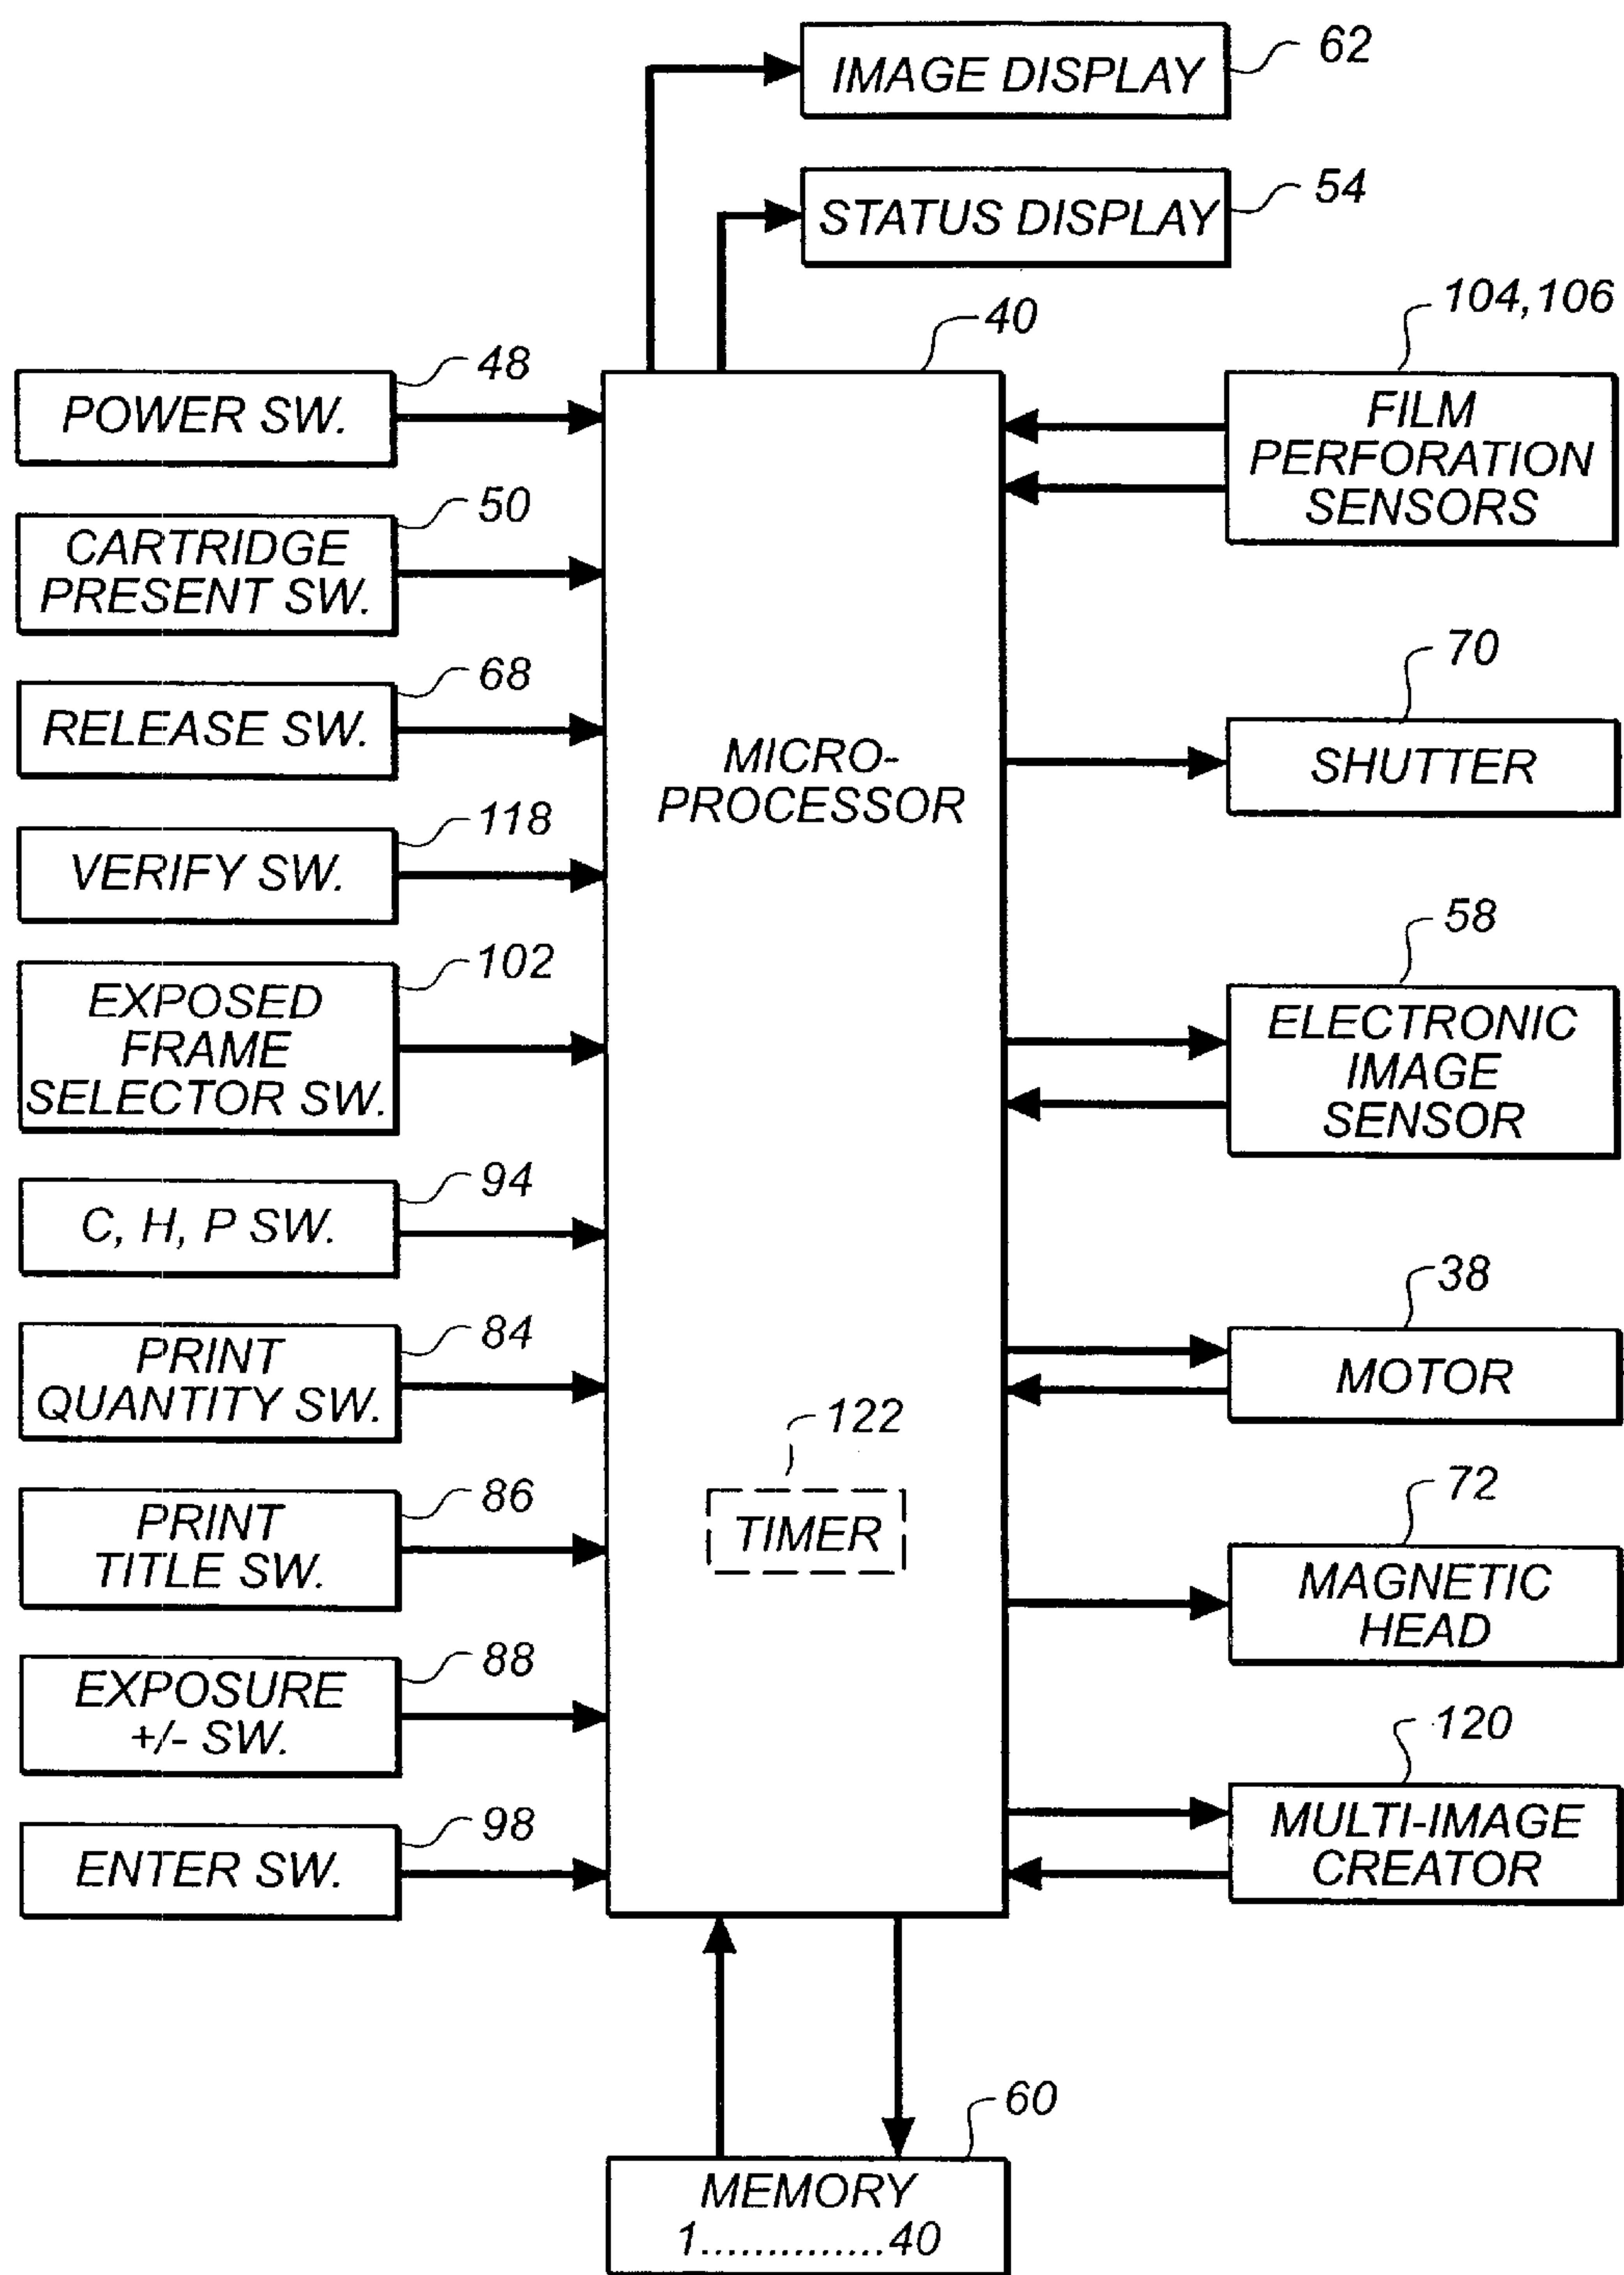 IMAGE DISPLAY
62
STATUS DISPLAY
54
40
MICRO-
PROCESSOR
122
TIMER
48
POWER SW.
50
CARTRIDGE
PRESENT SW.
68
RELEASE SW.
118
VERIFY SW.
102
EXPOSED
FRAME
SELECTOR SW.
94
C, H, P SW.
84
PRINT
QUANTITY SW.
86
PRINT
TITLE SW.
88
EXPOSURE
+/- SW.
98
ENTER SW.
104,106
FILM
PERFORATION
SENSORS
70
SHUTTER
58
ELECTRONIC
IMAGE
SENSOR
38
MOTOR
72
MAGNETIC
HEAD
120
MULTI-IMAGE
CREATOR
60
MEMORY
1..............40